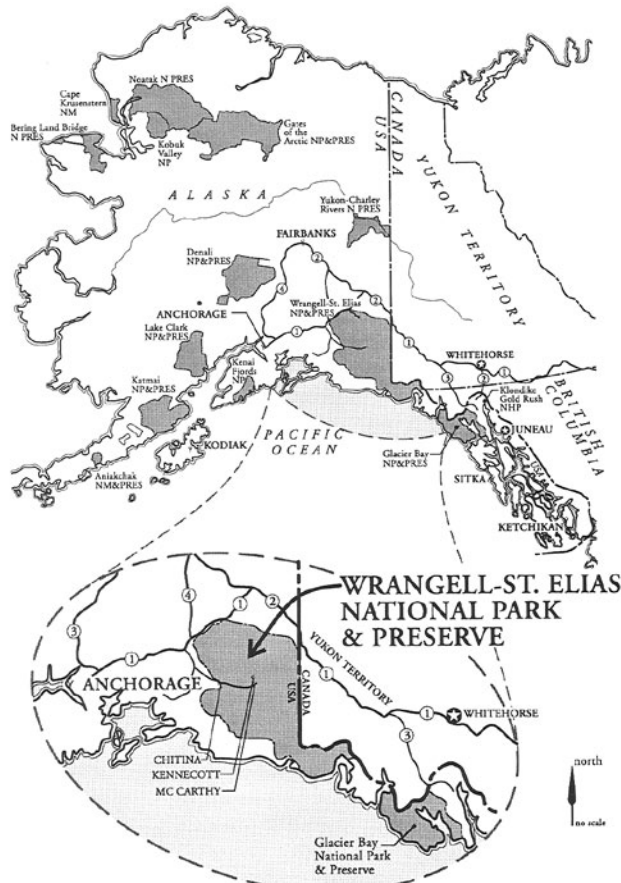 Noatak N PRES
Cape
Krusenstern
NM
Bering Land Bridge
N PRES
Kobuk
Valley
NP
Gates
of the
Arctic NP&PRES
CANADA
USA
YUKON TERRITORY
ALASKA
Yukon-Charley
Rivers N PRES
FAIRBANKS
2
Denali
NP&PRES
4
Wrangell-St. Elias
NP&PRES
2
ANCHORAGE
1
1
Lake Clark
NP&PRES
Kenai
Fjords
NP
WHITEHORSE
1
3
2
Klondike
Gold Rush
NHP
BRITISH
COLUMBIA
Katmai
NP&PRES
PACIFIC
OCEAN
JUNEAU
Glacier Bay
NP&PRES
USA
KODIAK
SITKA
Aniakchak
NM&PRES
KETCHIKAN
WRANGELL-ST. ELIAS
NATIONAL PARK
& PRESERVE
4
1
2
3
1
ANCHORAGE
CANADA
USA
1
YUKON TERRITORY
1
WHITEHORSE
3
CHITINA
KENNECOTT
MC CARTHY
north
no scale
Glacier Bay
National Park
& Preserve